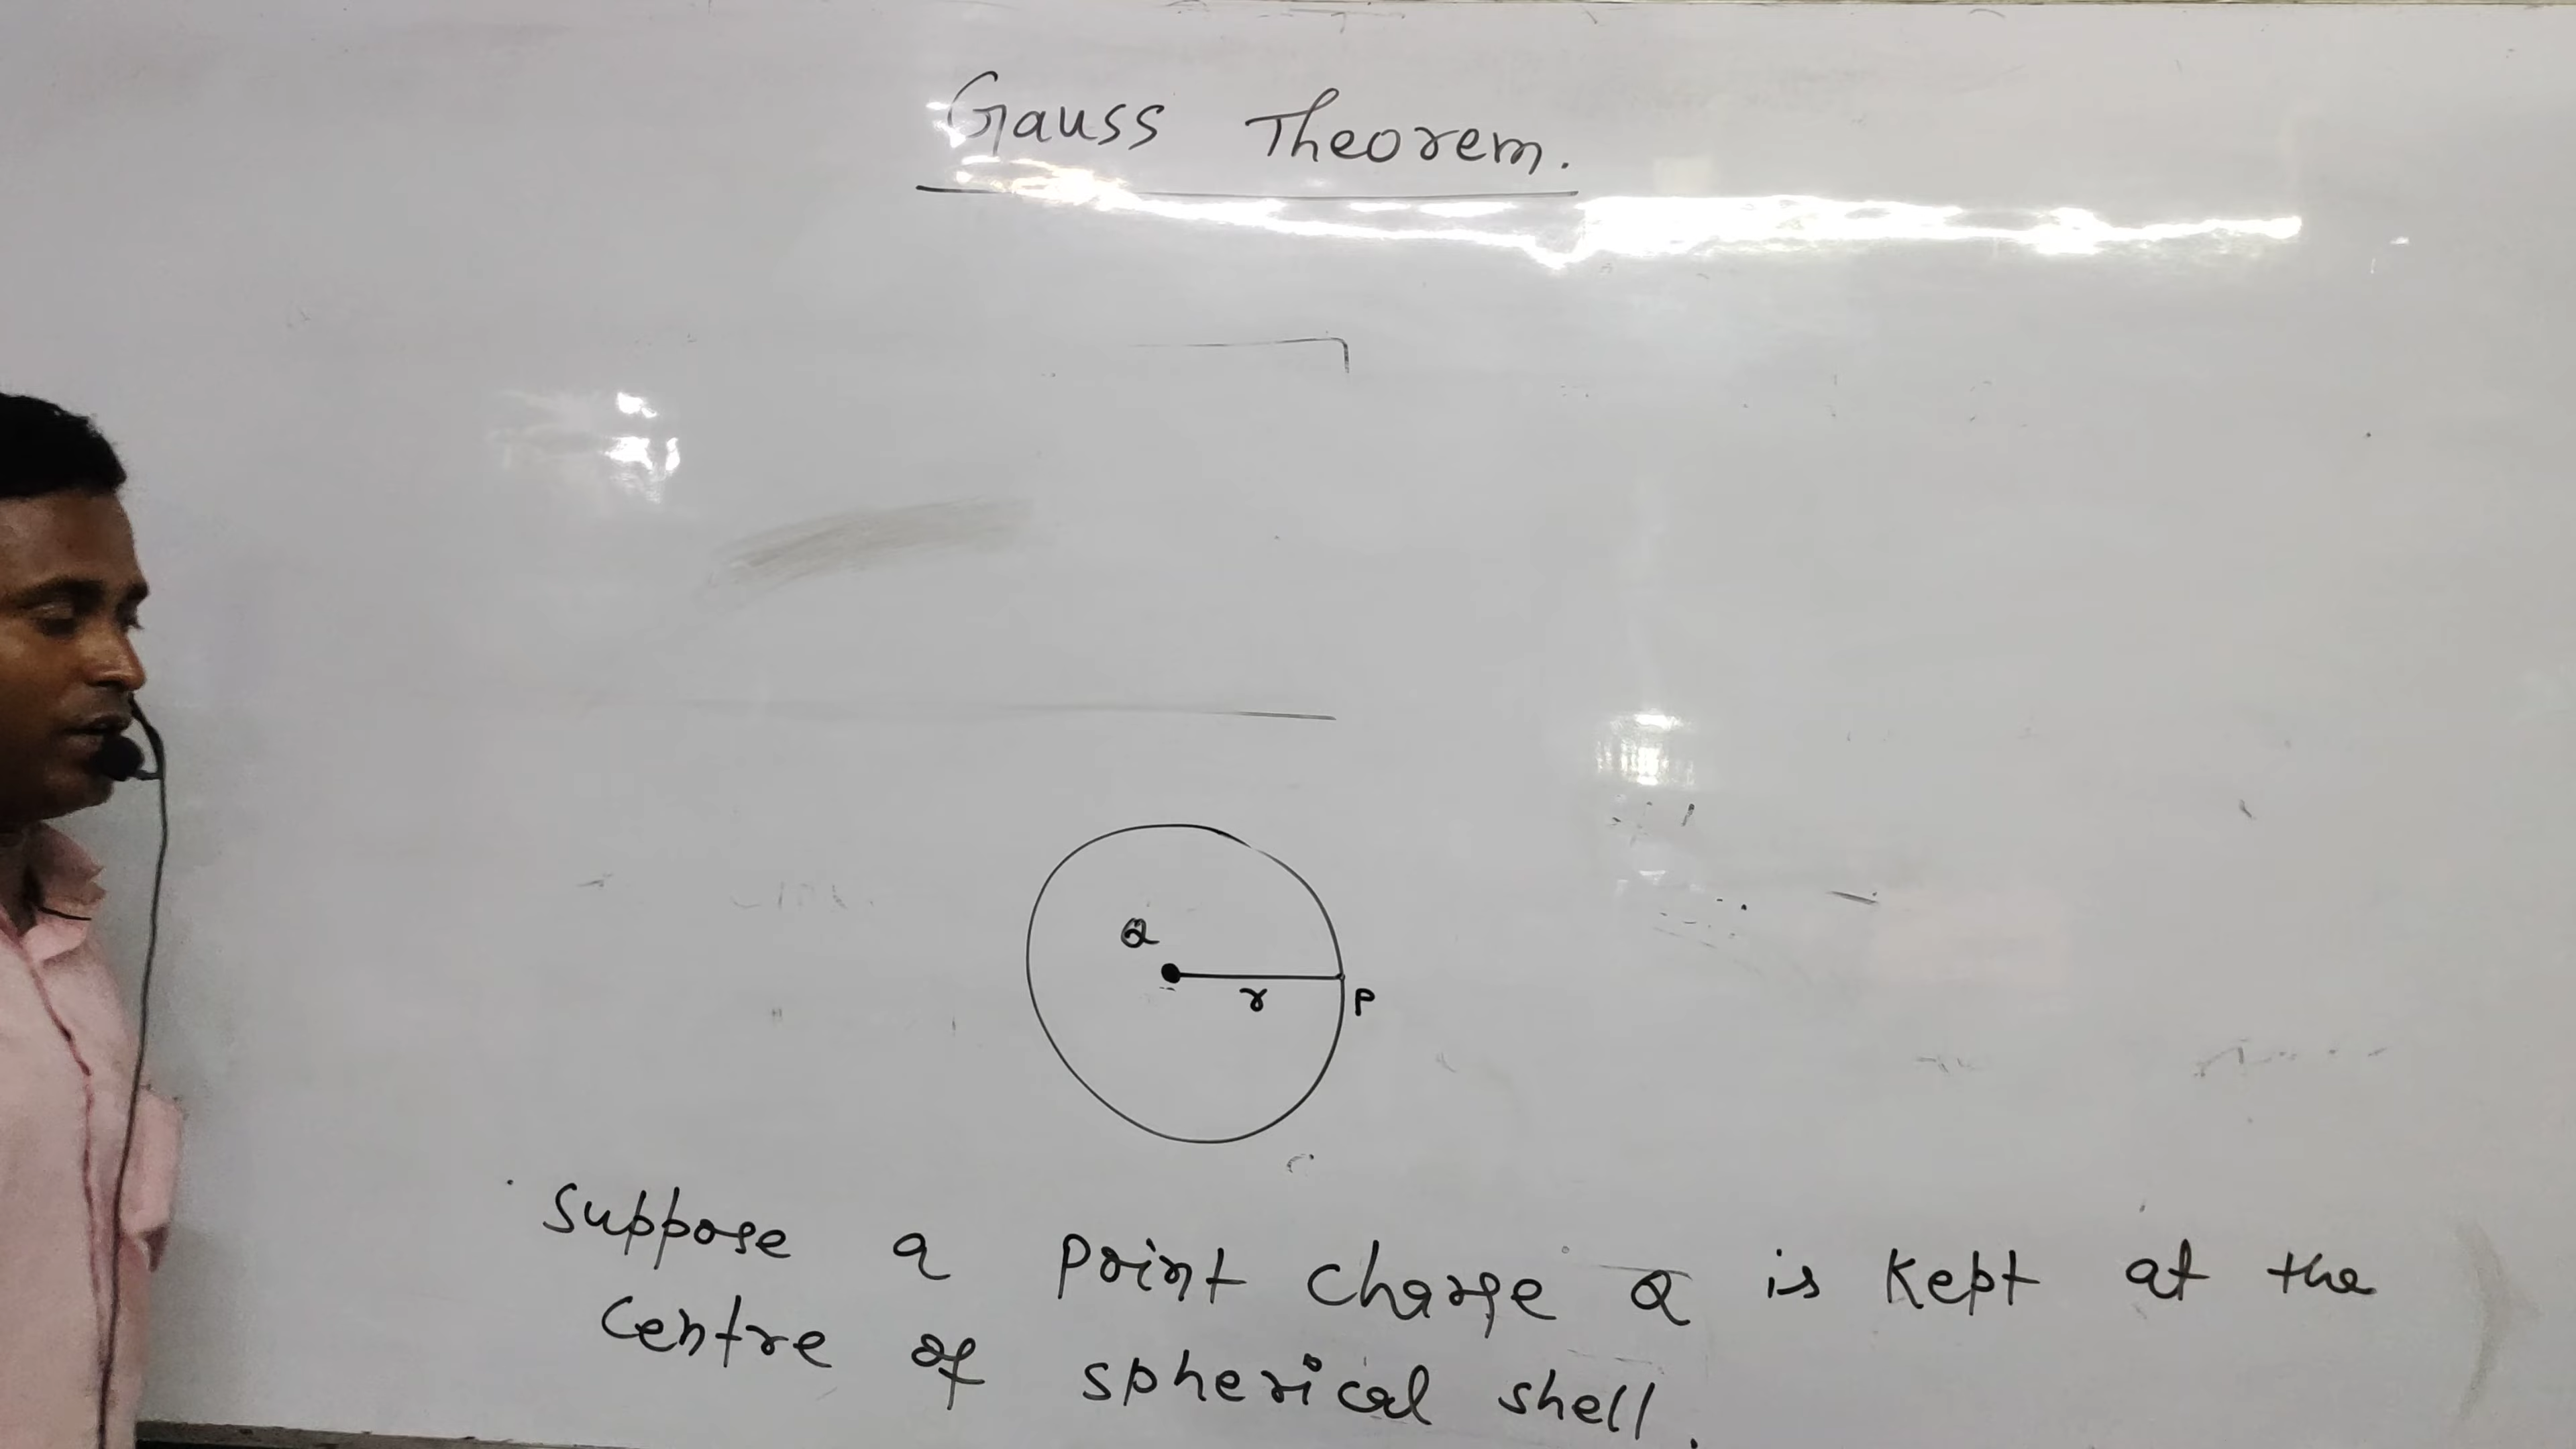 Gauss Theorem.
Q
r
P
Suppose a point charge Q is kept at the
centre of spherical shell.